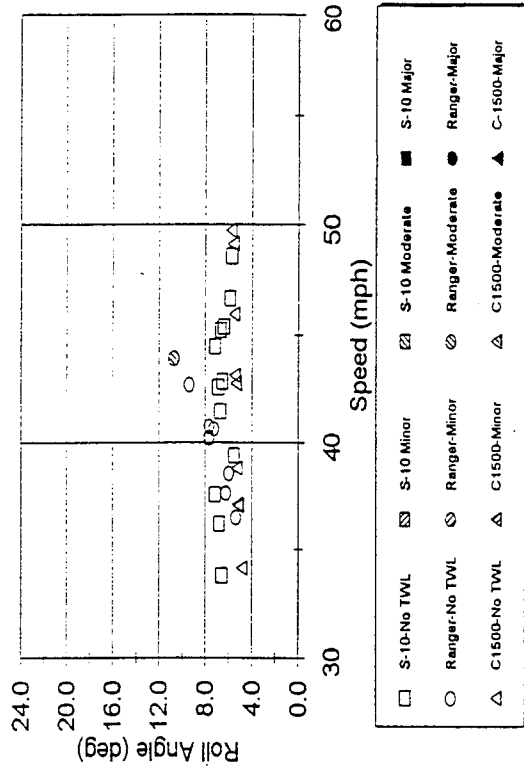 24.0
20.0
16.0
12.0
8.0
4.0
0.0
Roll Angle (deg)
30
40
50
60
Speed (mph)
S-10-No TWL
S-10 Minor
S-10 Moderate
S-10 Major
Ranger-No TWL
Ranger-Minor
Ranger-Moderate
Ranger-Major
C1500-No TWL
C1500-Minor
C1500-Moderate
C-1500-Major